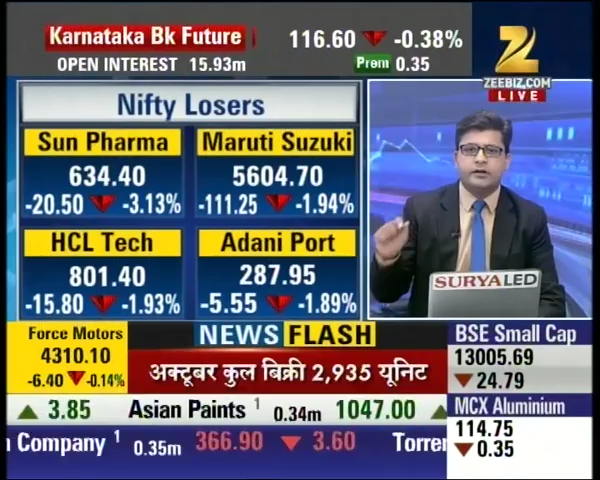 Karnataka Bk Future
116.60 -0.38%
OPEN INTEREST 15.93m
Prem 0.35
Z
ZEEBIZ.COM
LIVE
Nifty Losers
Sun Pharma
634.40
-20.50 -3.13%
Maruti Suzuki
5604.70
-111.25 -1.94%
HCL Tech
801.40
-15.80 -1.93%
Adani Port
287.95
-5.55 -1.89%
SURYA LED
Force Motors
4310.10
-6.40 -0.14%
NEWS FLASH
अक्टूबर कुल बिक्री 2,935 यूनिट
BSE Small Cap
13005.69
24.79
MCX Aluminium
114.75
0.35
3.85 Asian Paints 1 0.34m 1047.00
n Company 1 0.35m 366.90 3.60 Torre